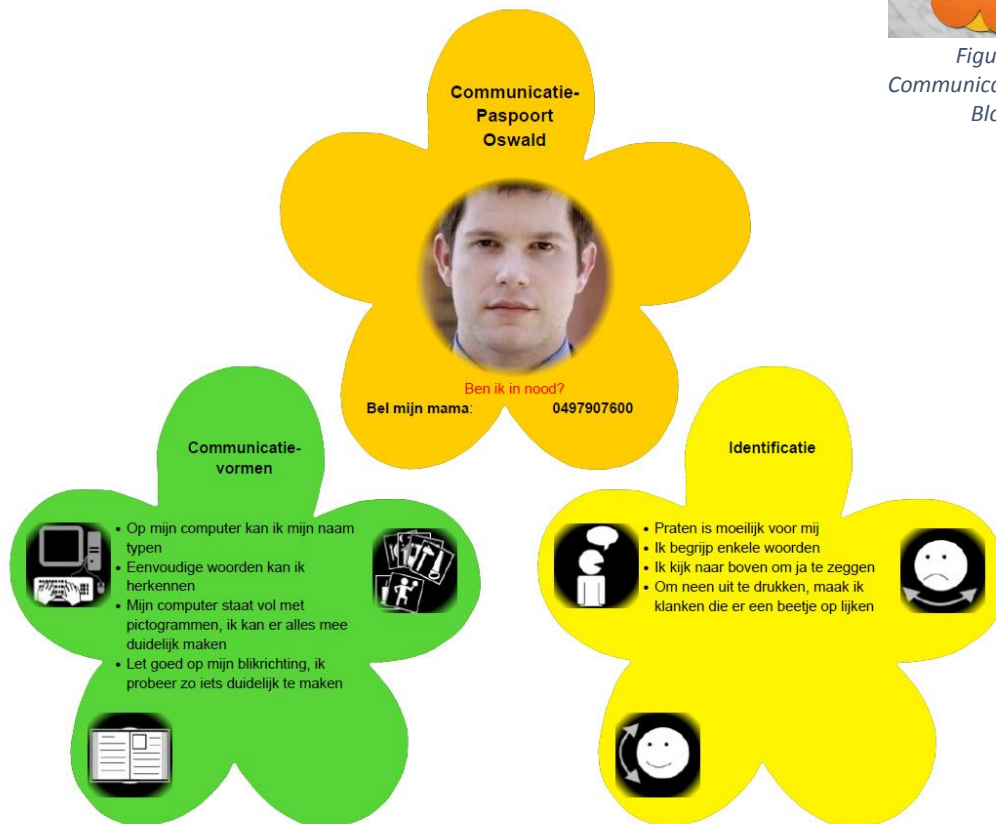 Figu
Communica
Blo
Communicatie-
Paspoort
Oswald
Ben ik in nood?
Bel mijn mama: 0497907600
Communicatie-
vormen
• Op mijn computer kan ik mijn naam
typen
• Eenvoudige woorden kan ik
herkennen
• Mijn computer staat vol met
pictogrammen, ik kan er alles mee
duidelijk maken
• Let goed op mijn blikrichting, ik
probeer zo iets duidelijk te maken
Identificatie
• Praten is moeilijk voor mij
• Ik begrijp enkele woorden
• Ik kijk naar boven om ja te zeggen
• Om neen uit te drukken, maak ik
klanken die er een beetje op lijken